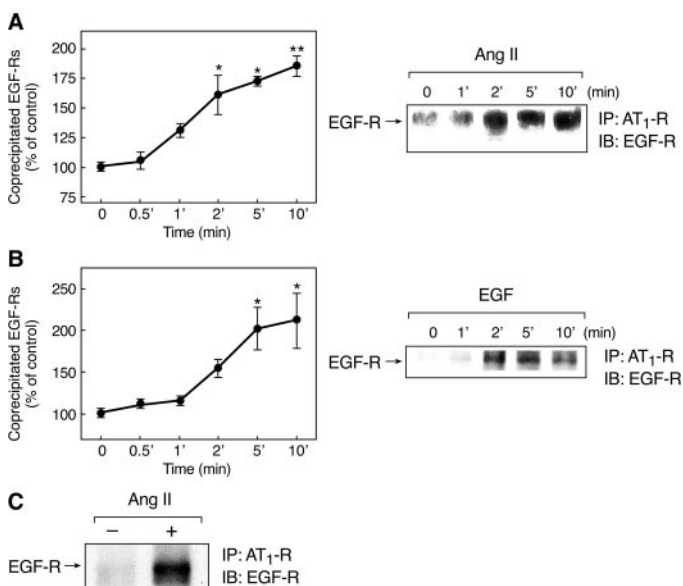 A
Coprecipitated EGF-Rs
(% of control)
200
175
150
125
100
75
* * **
0 0.5' 1' 2' 5' 10'
Time (min)
Ang II
0 1' 2' 5' 10' (min)
EGF-R → IP: AT1-R
IB: EGF-R
B
Coprecipitated EGF-Rs
(% of control)
250
200
150
100
* *
0 0.5' 1' 2' 5' 10'
Time (min)
EGF
0 1' 2' 5' 10' (min)
EGF-R → IP: AT1-R
IB: EGF-R
C
Ang II
− +
EGF-R → IP: AT1-R
IB: EGF-R